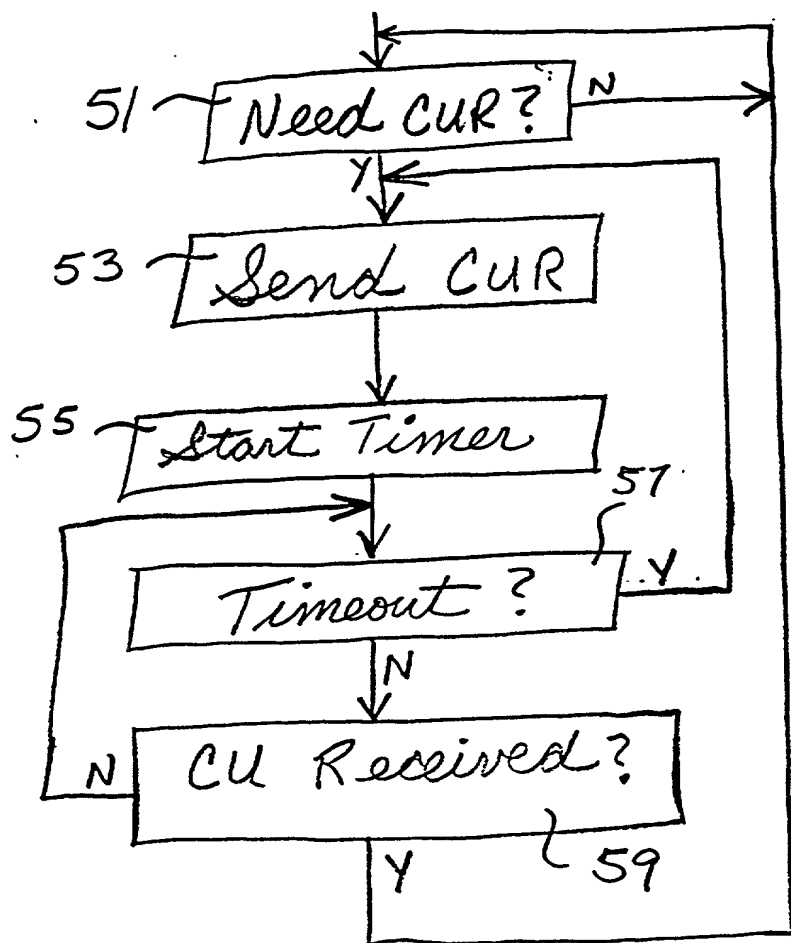 51 Need CUR? N
Y
53 Send CUR
55 Start Timer
57
Timeout ? Y
N
N CU Received?
Y 59